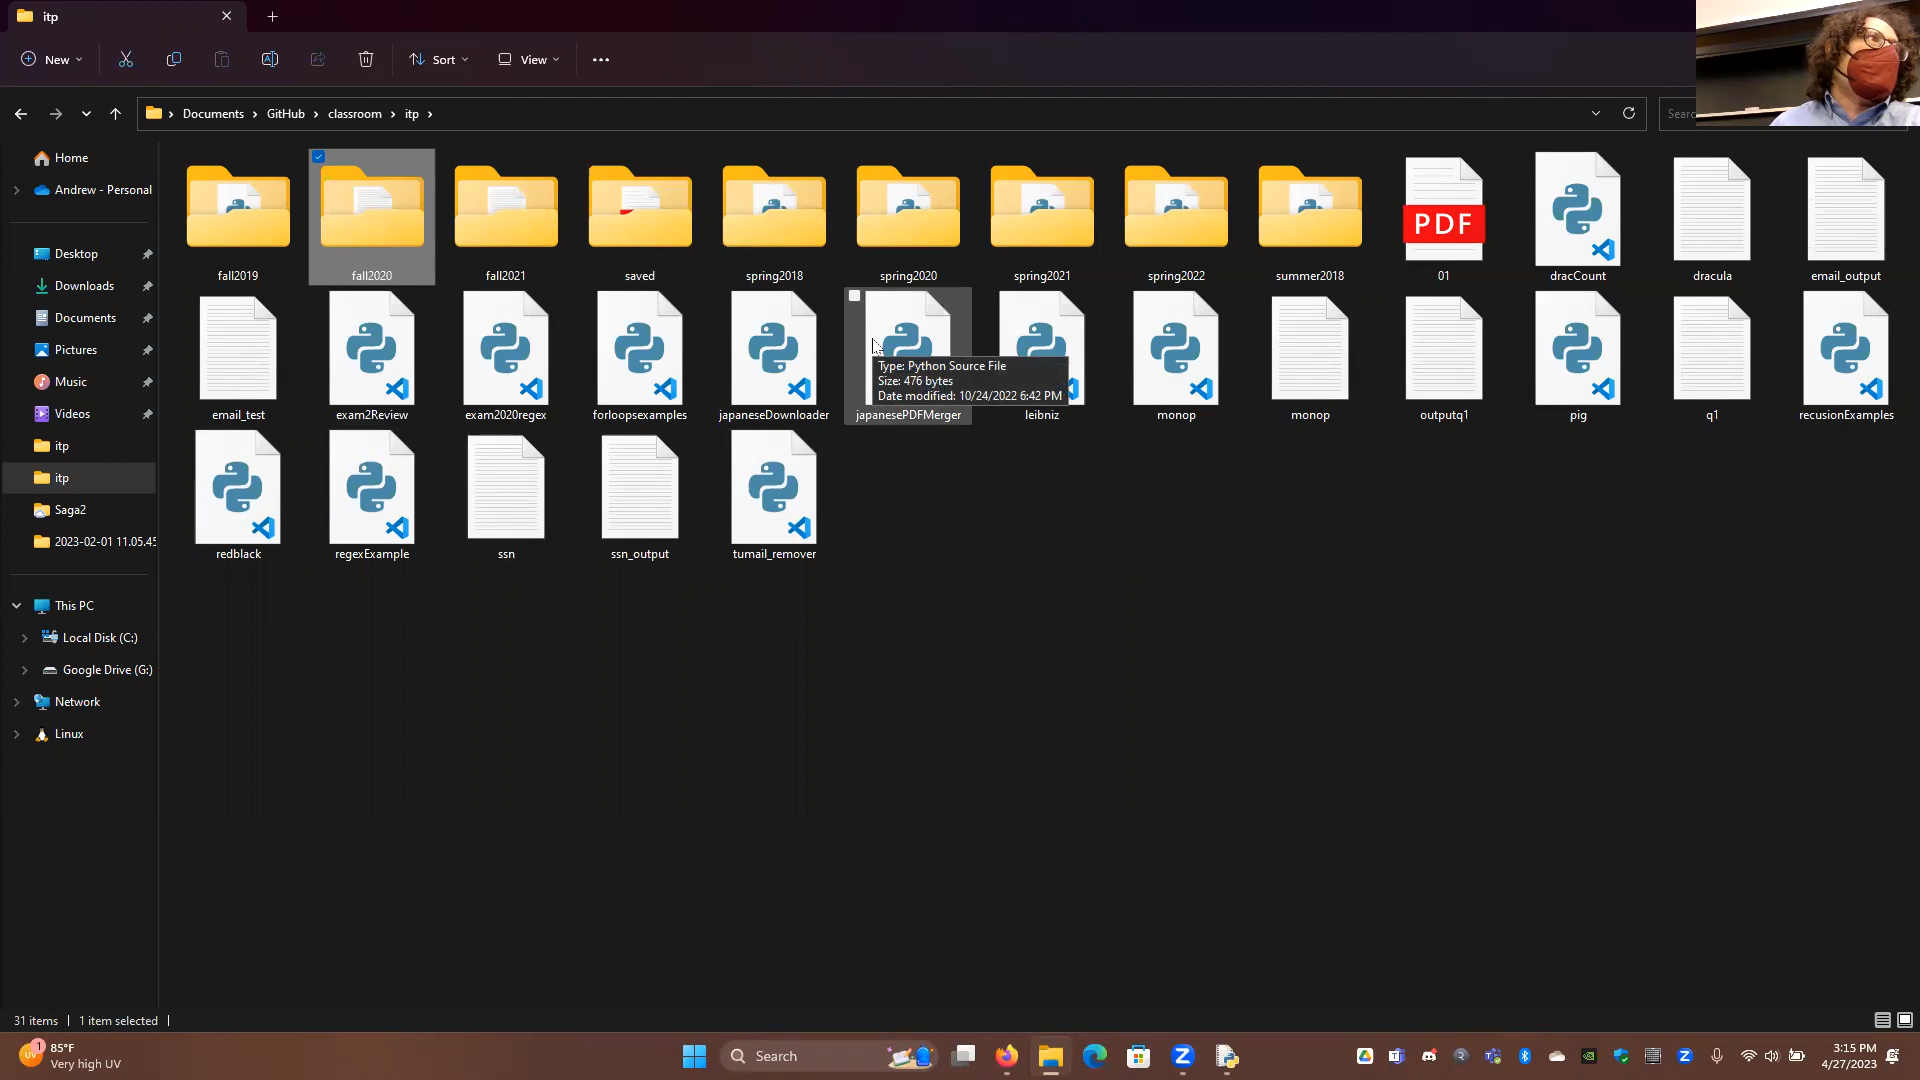 itp
New
Sort
View
Documents
GitHub
classroom
itp
Searc
Home
Andrew - Personal
Desktop
Downloads
Documents
Pictures
Music
Videos
itp
itp
Saga2
2023-02-01 11.05.45
This PC
Local Disk (C:)
Google Drive (G:)
Network
Linux
PDF
fall2019
fall2020
fall2021
saved
spring2018
spring2020
spring2021
spring2022
summer2018
01
dracCount
dracula
email_output
Type: Python Source File
Size: 476 bytes
Date modified: 10/24/2022 6:42 PM
email_test
exam2Review
exam2020regex
forloopsexamples
japaneseDownloader
japanesePDFMerger
leibniz
monop
monop
outputq1
pig
q1
recusionExamples
redblack
regexExample
ssn
ssn_output
tumail_remover
31 items
1 item selected
1
UV
85°F
Very high UV
Search
3:15 PM
4/27/2023